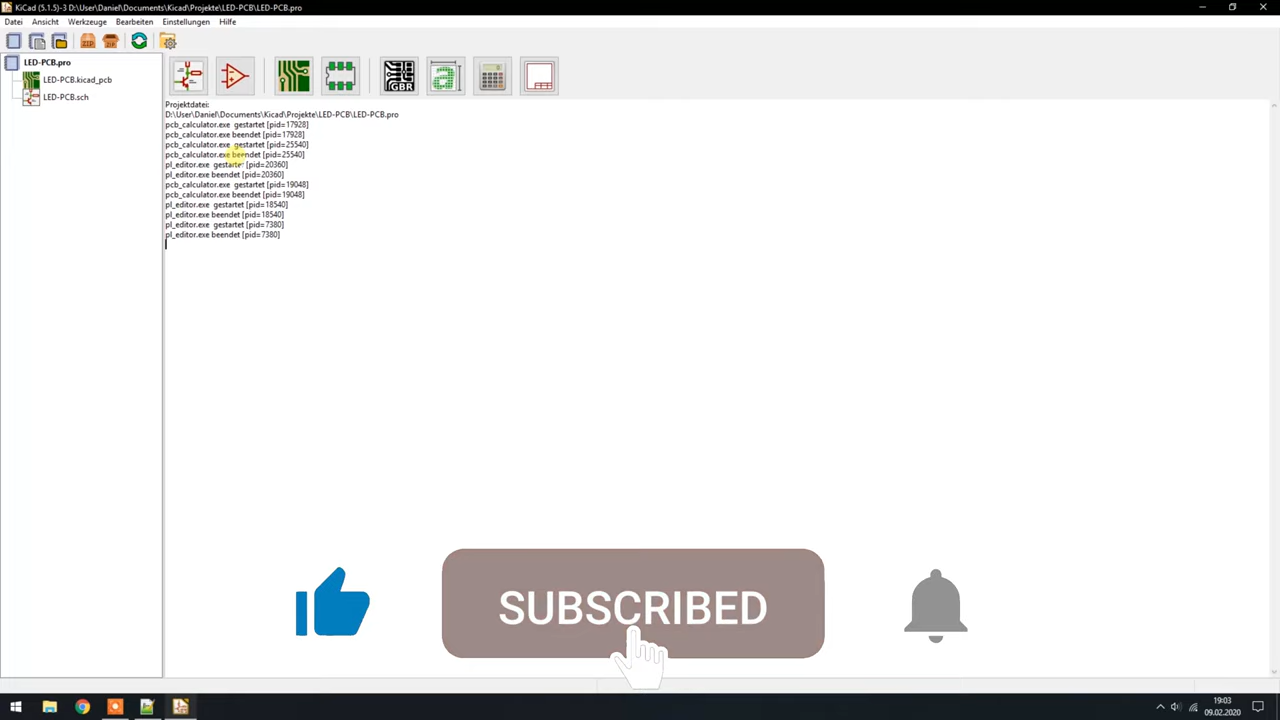 KiCad (5.1.5)-3 D:\User\Daniel\Documents\Kicad\Projekte\LED-PCB\LED-PCB.pro
Datei Ansicht Werkzeuge Bearbeiten Einstellungen Hilfe
ZIP ZIP
LED-PCB.pro
LED-PCB.kicad_pcb
LED-PCB.sch
GBR a
Projektdatei:
D:\User\Daniel\Documents\Kicad\Projekte\LED-PCB\LED-PCB.pro
pcb_calculator.exe gestartet [pid=17928]
pcb_calculator.exe beendet [pid=17928]
pcb_calculator.exe gestartet [pid=25540]
pcb_calculator.exe beendet [pid=25540]
pl_editor.exe gestartet [pid=20360]
pl_editor.exe beendet [pid=20360]
pcb_calculator.exe gestartet [pid=19048]
pcb_calculator.exe beendet [pid=19048]
pl_editor.exe gestartet [pid=18540]
pl_editor.exe beendet [pid=18540]
pl_editor.exe gestartet [pid=7380]
pl_editor.exe beendet [pid=7380]
SUBSCRIBED
19:03
09.02.2020